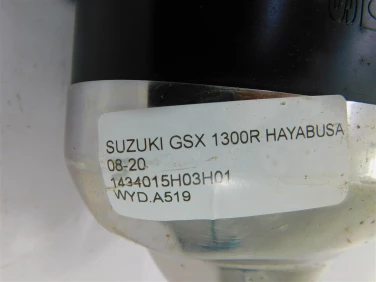 SUZUKI GSX 1300R HAYABUSA
08-20
1434015H03H01
WYD.A519